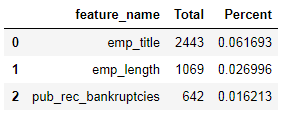 feature_name Total Percent
0 emp_title 2443 0.061693
1 emp_length 1069 0.026996
2 pub_rec_bankruptcies 642 0.016213